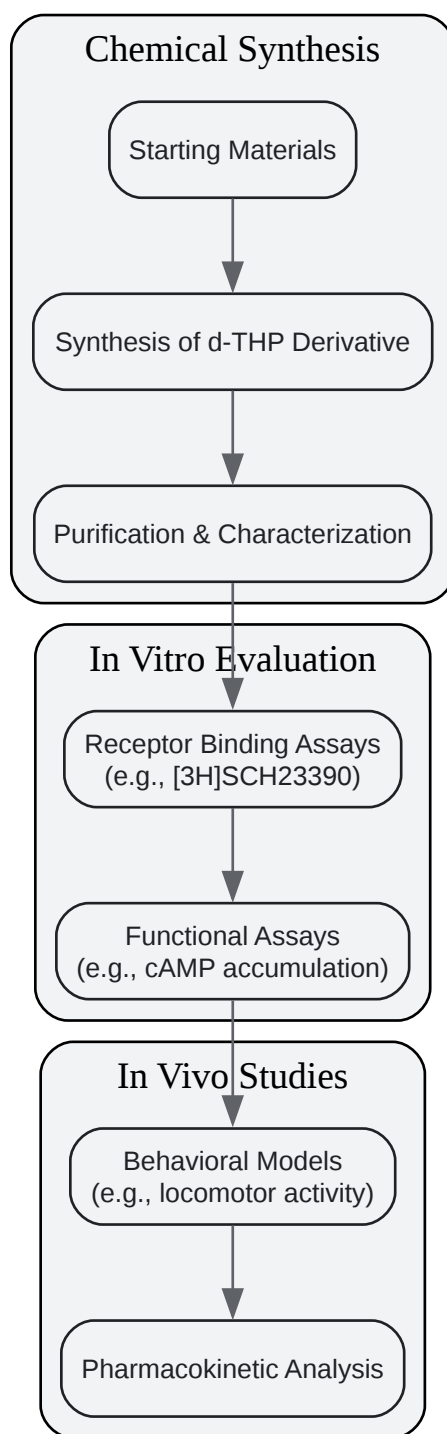 Chemical Synthesis
Starting Materials
Synthesis of d-THP Derivative
Purification & Characterization
In Vitro Evaluation
Receptor Binding Assays
(e.g., [3H]SCH23390)
Functional Assays
(e.g., cAMP accumulation)
In Vivo Studies
Behavioral Models
(e.g., locomotor activity)
Pharmacokinetic Analysis